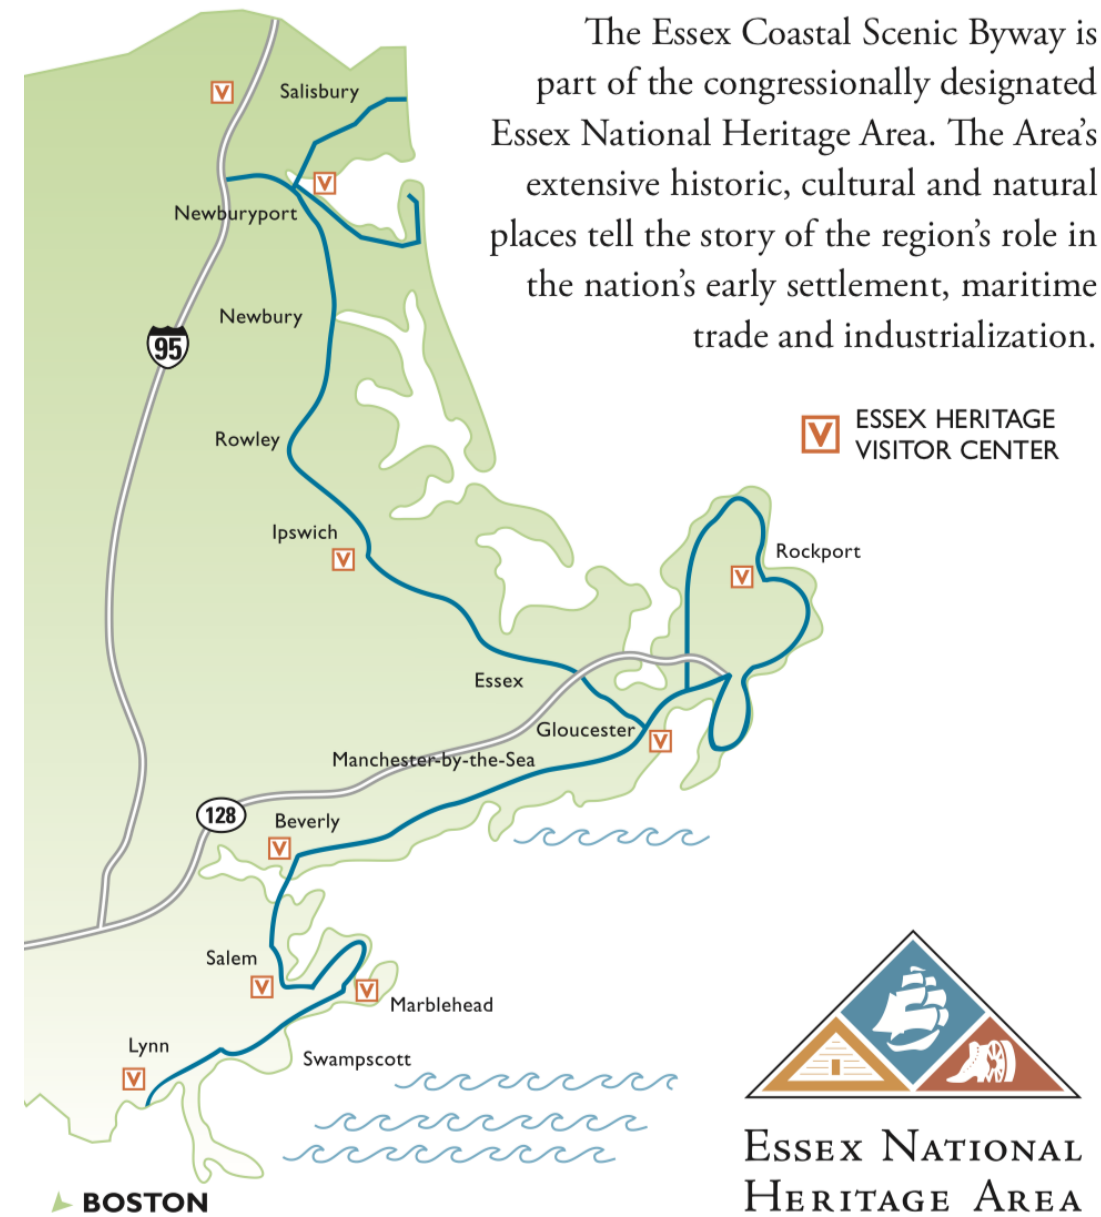 The Essex Coastal Scenic Byway is
part of the congressionally designated
Essex National Heritage Area. The Area’s
extensive historic, cultural and natural
places tell the story of the region’s role in
the nation’s early settlement, maritime
trade and industrialization.
V
Salisbury
V
Newburyport
Newbury
95
V ESSEX HERITAGE
VISITOR CENTER
Rowley
Ipswich
V
Rockport
V
Essex
Gloucester
V
Manchester-by-the-Sea
128
Beverly
V
Salem
V
V
Marblehead
Lynn
Swampscott
V
BOSTON
ESSEX NATIONAL
HERITAGE AREA